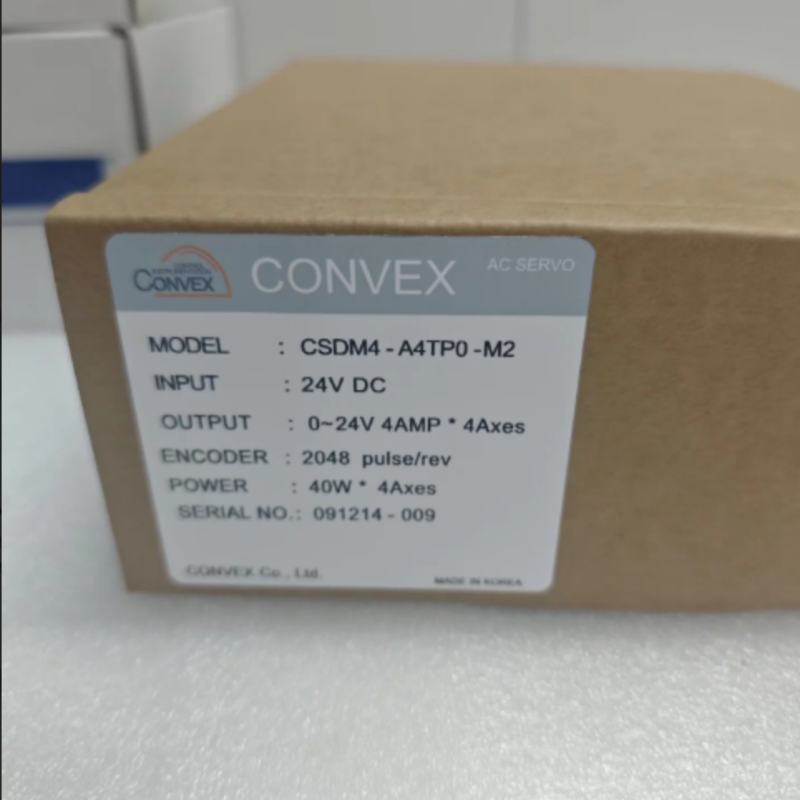 CONVEX
CONVEX
AC SERVO
MODEL : CSDM4 - A4TP0 -M2
INPUT : 24V DC
OUTPUT : 0~24V 4AMP * 4Axes
ENCODER : 2048 pulse/rev
POWER : 40W * 4Axes
SERIAL NO.: 091214 - 009
CONVEX Co., Ltd.
MADE IN KOREA